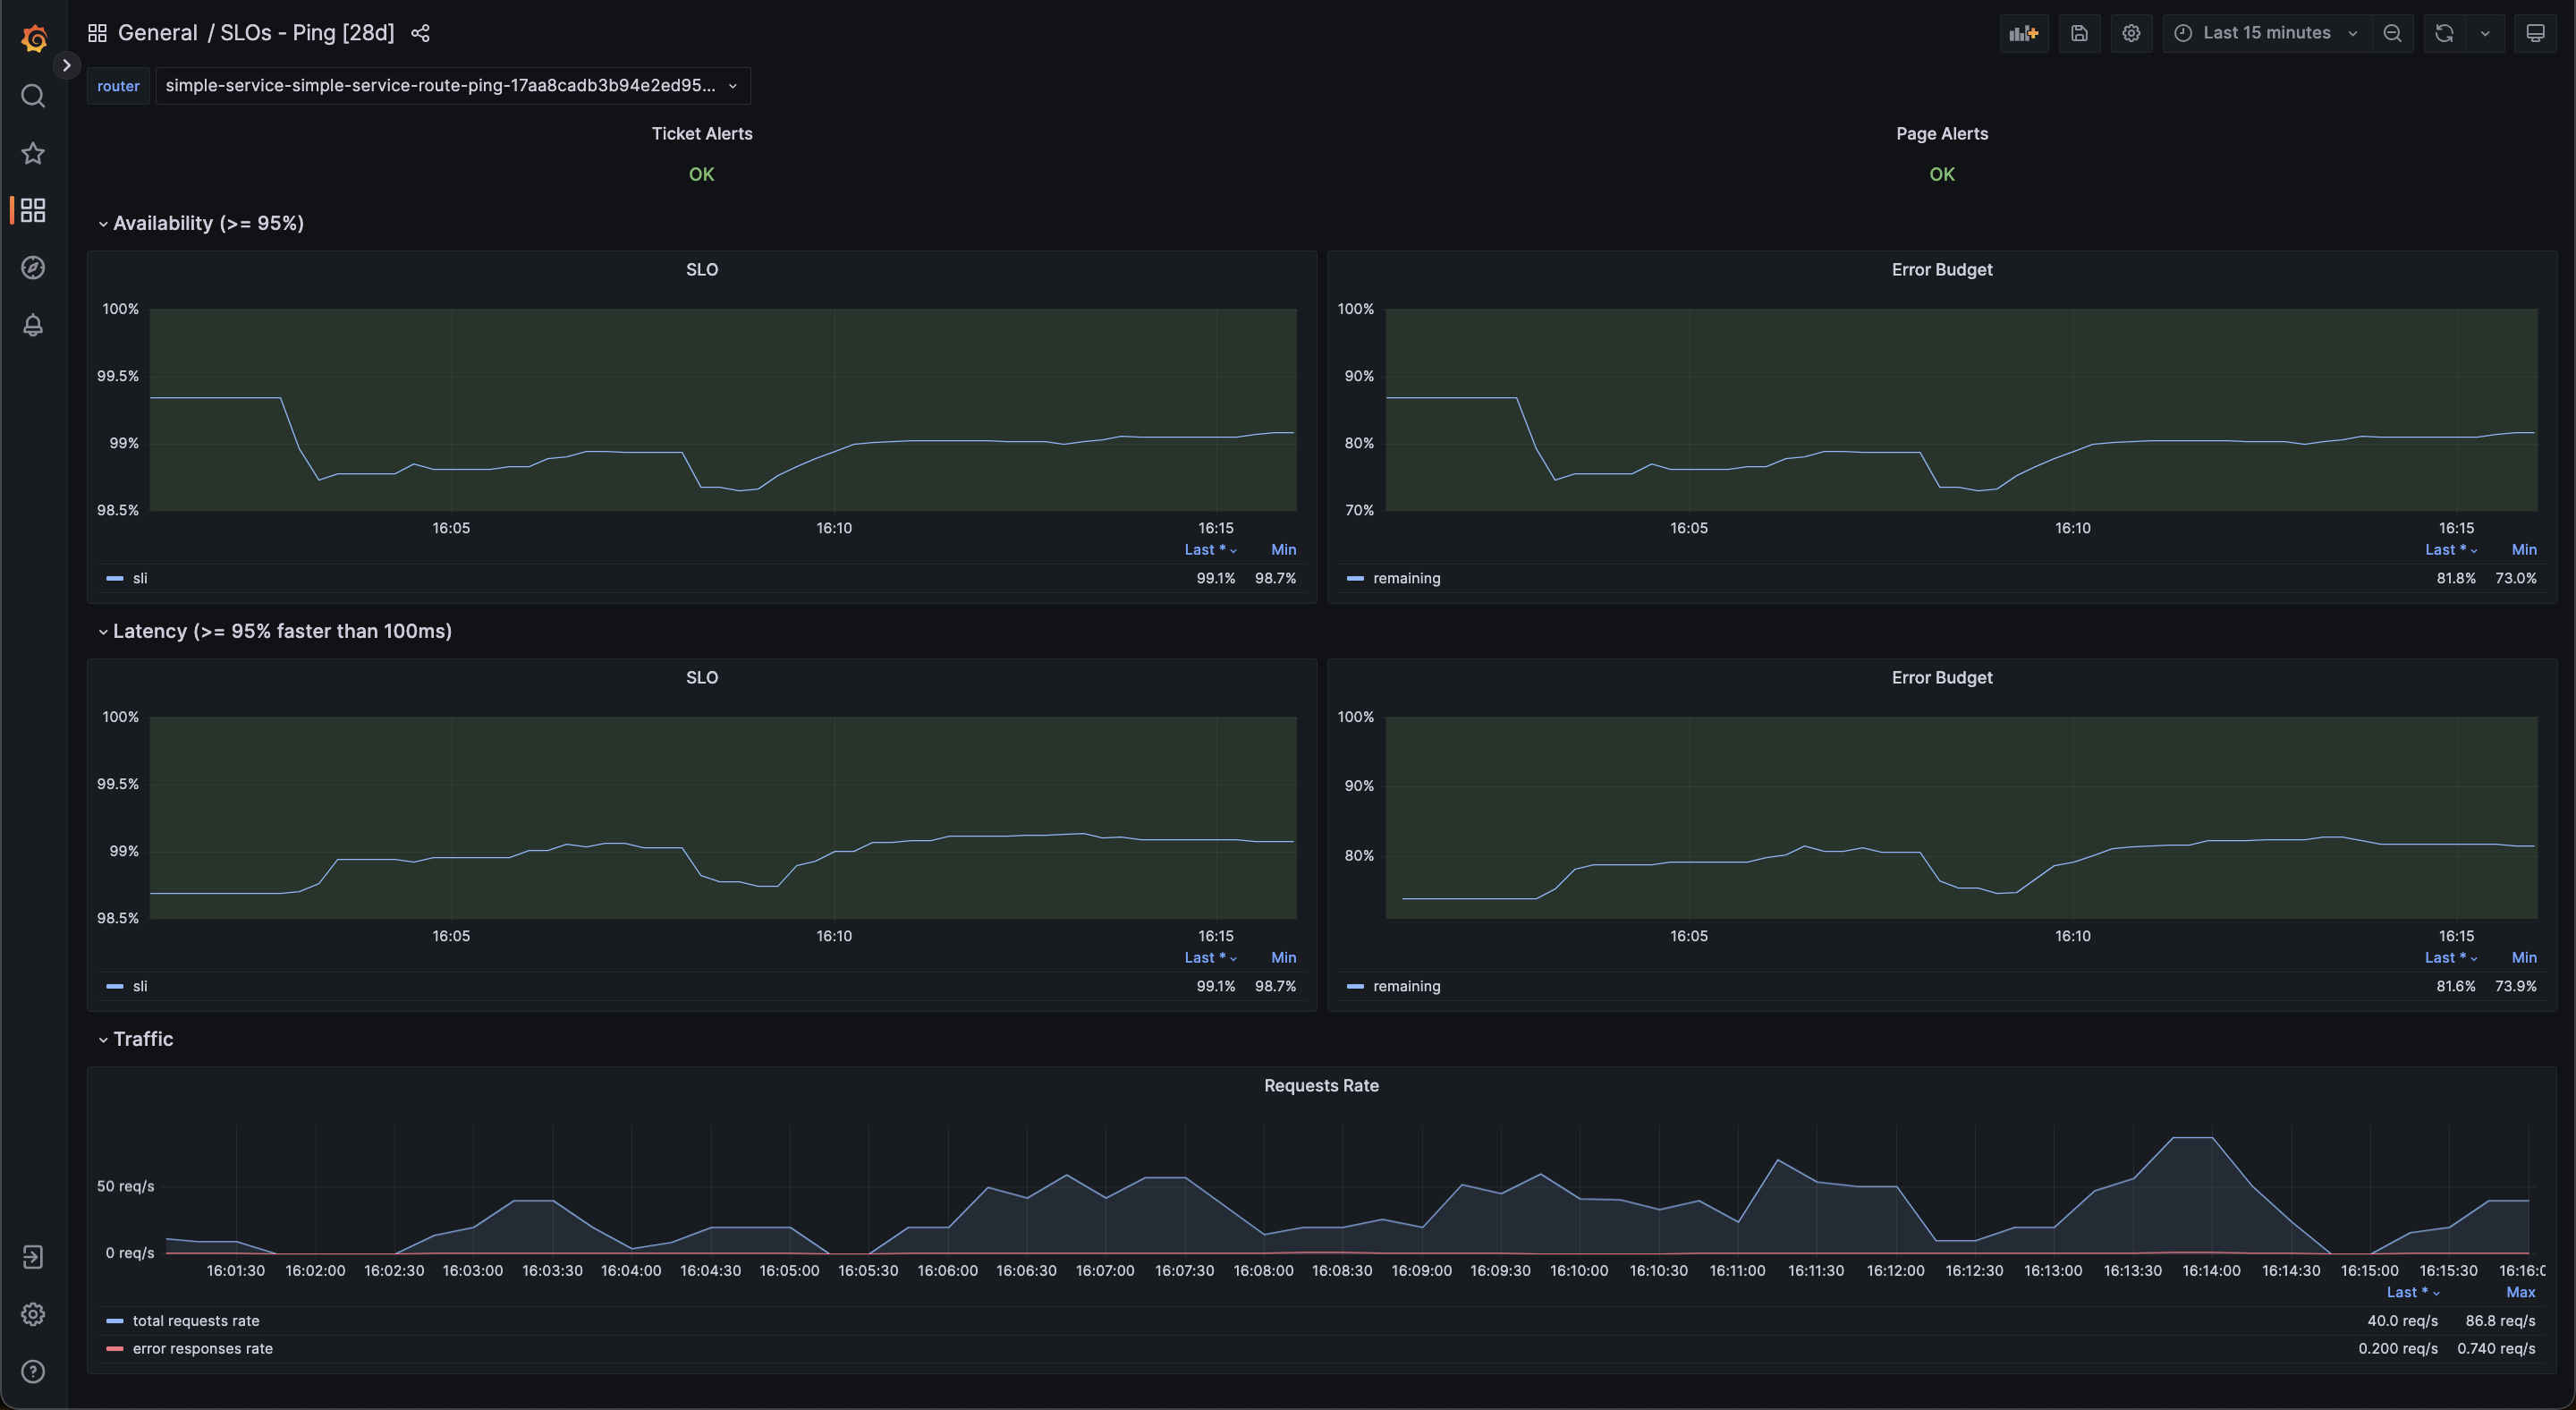 General / SLOs - Ping [28d]
Last 15 minutes
router
simple-service-simple-service-route-ping-17aa8cadb3b94e2ed95...
Ticket Alerts
OK
Page Alerts
OK
Availability (>= 95%)
SLO
100%
99.5%
99%
98.5%
16:05 16:10 16:15
Last * Min
sli 99.1% 98.7%
Error Budget
100%
90%
80%
70%
16:05 16:10 16:15
Last * Min
remaining 81.8% 73.0%
Latency (>= 95% faster than 100ms)
SLO
100%
99.5%
99%
98.5%
16:05 16:10 16:15
Last * Min
sli 99.1% 98.7%
Error Budget
100%
90%
80%
16:05 16:10 16:15
Last * Min
remaining 81.6% 73.9%
Traffic
Requests Rate
50 req/s
0 req/s
16:01:30 16:02:00 16:02:30 16:03:00 16:03:30 16:04:00 16:04:30 16:05:00 16:05:30 16:06:00 16:06:30 16:07:00 16:07:30 16:08:00 16:08:30 16:09:00 16:09:30 16:10:00 16:10:30 16:11:00 16:11:30 16:12:00 16:12:30 16:13:00 16:13:30 16:14:00 16:14:30 16:15:00 16:15:30 16:16:0
Last * Max
total requests rate 40.0 req/s 86.8 req/s
error responses rate 0.200 req/s 0.740 req/s